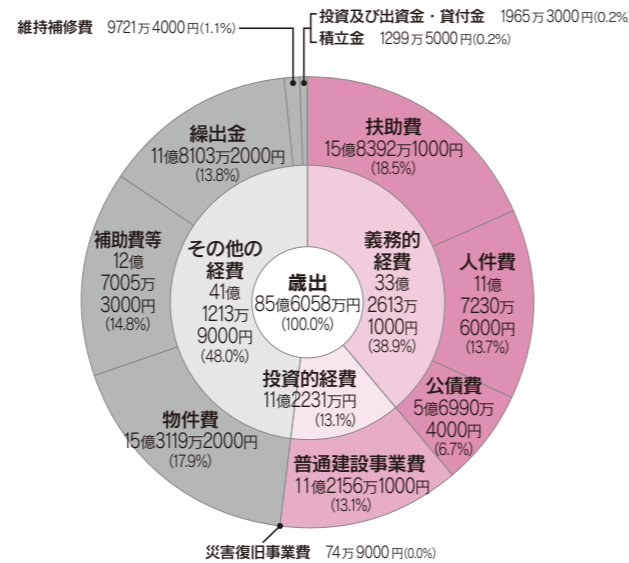 投資及び出資金・貸付金 1965万3000円(0.2%)
維持補修費 9721万4000円(1.1%)
積立金 1299万5000円(0.2%)
扶助費
15億8392万1000円
(18.5%)
繰出金
11億8103万2000円
(13.8%)
補助費等
12億
7005万
3000円
(14.8%)
その他の
経費
41億
1213万
9000円
(48.0%)
歳出
85億6058万円
(100.0%)
義務的
経費
33億
2613万
1000円
(38.9%)
人件費
11億
7230万
6000円
(13.7%)
投資的経費
11億2231万円
(13.1%)
公債費
5億6990万
4000円
(6.7%)
物件費
15億3119万2000円
(17.9%)
普通建設事業費
11億2156万1000円
(13.1%)
災害復旧事業費 74万9000円(0.0%)